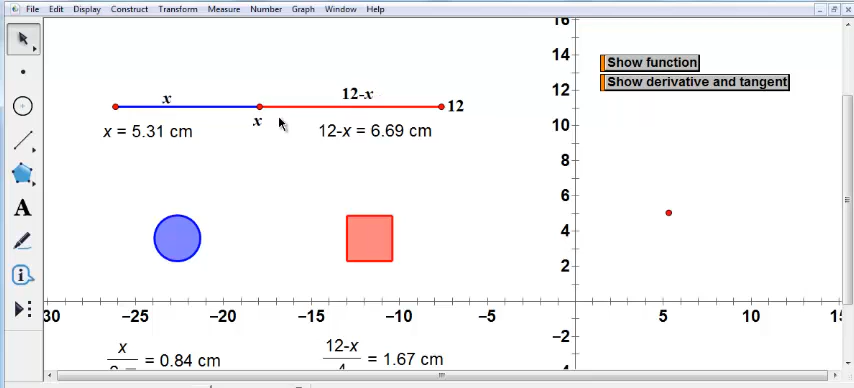 File Edit Display Construct Transform Measure Number Graph Window Help
16
14
Show function
12
Show derivative and tangent
x
12-x
12
x
x = 5.31 cm
12-x = 6.69 cm
10
8
6
4
2
A
30 −25 −20 −15 −10 −5 5 10
−2
x
= 0.84 cm
12-x
4
= 1.67 cm